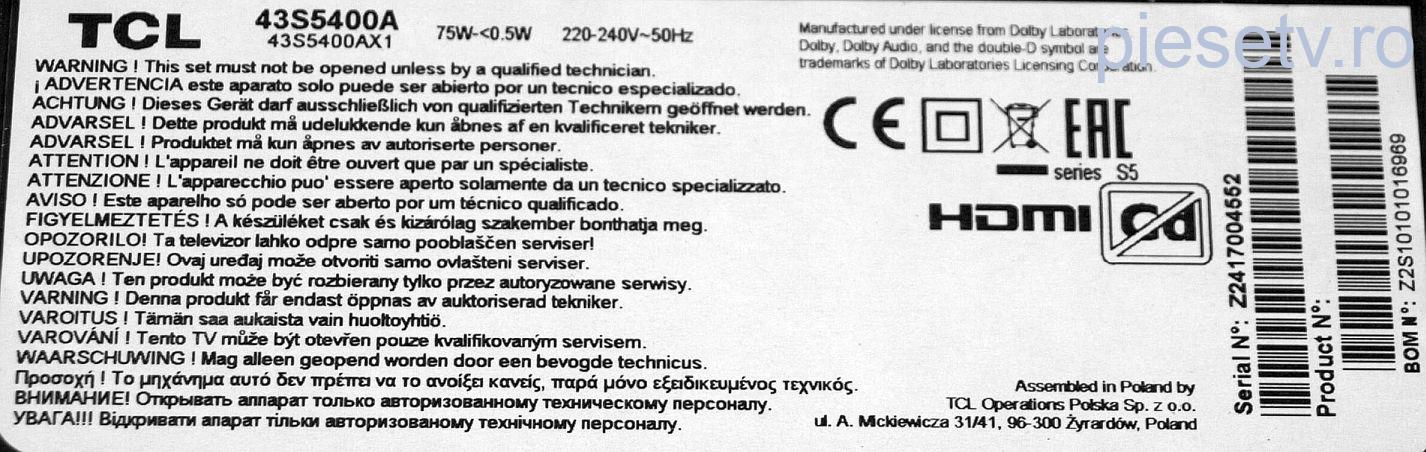 TCL
43S5400A
43S5400AX1
75W-<0.5W
220-240V~50Hz
WARNING ! This set must not be opened unless by a qualified technician.
¡ ADVERTENCIA este aparato solo puede ser abierto por un tecnico especializado.
ACHTUNG ! Dieses Gerät darf ausschließlich von qualifizierten Technikern geöffnet werden.
ADVARSEL ! Dette produkt må udelukkende kun åbnes af en kvalificeret tekniker.
ADVARSEL ! Produktet må kun åpnes av autoriserte personer.
ATTENTION ! L'appareil ne doit être ouvert que par un spécialiste.
ATTENZIONE ! L'apparecchio puo' essere aperto solamente da un tecnico specializzato.
AVISO ! Este aparelho só pode ser aberto por um técnico qualificado.
FIGYELMEZTETÉS ! A készüléket csak és kizárólag szakember bonthatja meg.
OPOZORILO! Ta televizor lahko odpre samo pooblaščen serviser!
UPOZORENJE! Ovaj uređaj može otvoriti samo ovlašteni serviser.
UWAGA ! Ten produkt może być rozbierany tylko przez autoryzowane serwisy.
VARNING ! Denna produkt får endast öppnas av auktoriserad tekniker.
VAROITUS ! Tämän saa aukaista vain huoltoyhtiö.
VAROVÁNÍ ! Tento TV může být otevřen pouze kvalifikovaným servisem.
WAARSCHUWING ! Mag alleen geopend worden door een bevogde technicus.
Προσοχή ! Το μηχάνημα αυτό δεν πρέπει να το ανοίξει κανείς, παρά μόνο εξειδικευμένος τεχνικός.
ВНИМАНИЕ! Открывать аппарат только авторизованному техническому персоналу.
УВАГА!!! Відкривати апарат тільки авторизованому технічному персоналу.
Manufactured under license from Dolby Laboratories.
Dolby, Dolby Audio, and the double-D symbol are
trademarks of Dolby Laboratories Licensing Corporation.
piesetv.ro
CE
EAC
series S5
HDMI
Cd
Assembled in Poland by
TCL Operations Polska Sp. z o.o.
ul. A. Mickiewicza 31/41, 96-300 Żyrardów, Poland
Serial N°: Z2417004552
Product N°:
BOM N°: Z2S10101016969